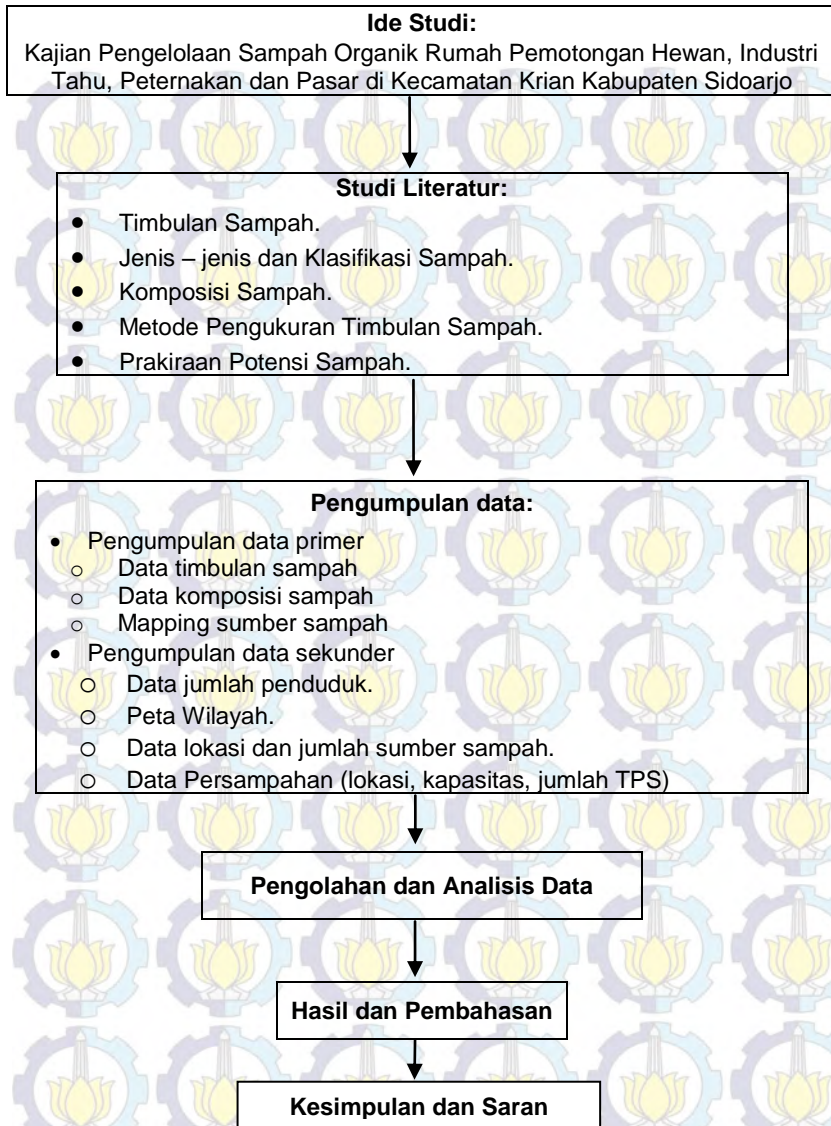 Ide Studi:
Kajian Pengelolaan Sampah Organik Rumah Pemotongan Hewan, Industri
Tahu, Peternakan dan Pasar di Kecamatan Krian Kabupaten Sidoarjo
Studi Literatur:
• Timbulan Sampah.
• Jenis – jenis dan Klasifikasi Sampah.
• Komposisi Sampah.
• Metode Pengukuran Timbulan Sampah.
• Prakiraan Potensi Sampah.
Pengumpulan data:
• Pengumpulan data primer
○ Data timbulan sampah
○ Data komposisi sampah
○ Mapping sumber sampah
• Pengumpulan data sekunder
○ Data jumlah penduduk.
○ Peta Wilayah.
○ Data lokasi dan jumlah sumber sampah.
○ Data Persampahan (lokasi, kapasitas, jumlah TPS)
Pengolahan dan Analisis Data
Hasil dan Pembahasan
Kesimpulan dan Saran